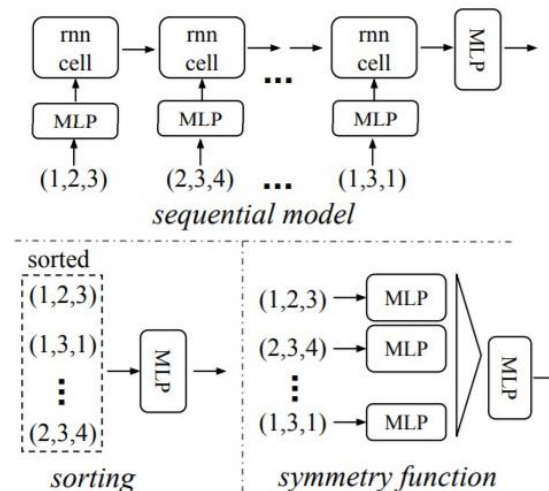 rnn cell
rnn cell
rnn cell
MLP
...
MLP
MLP
MLP
(1,2,3)
(2,3,4)
...
(1,3,1)
sequential model
sorted
(1,2,3)
(1,3,1)
(2,3,4)
MLP
sorting
(1,2,3)
MLP
(2,3,4)
MLP
(1,3,1)
MLP
MLP
symmetry function